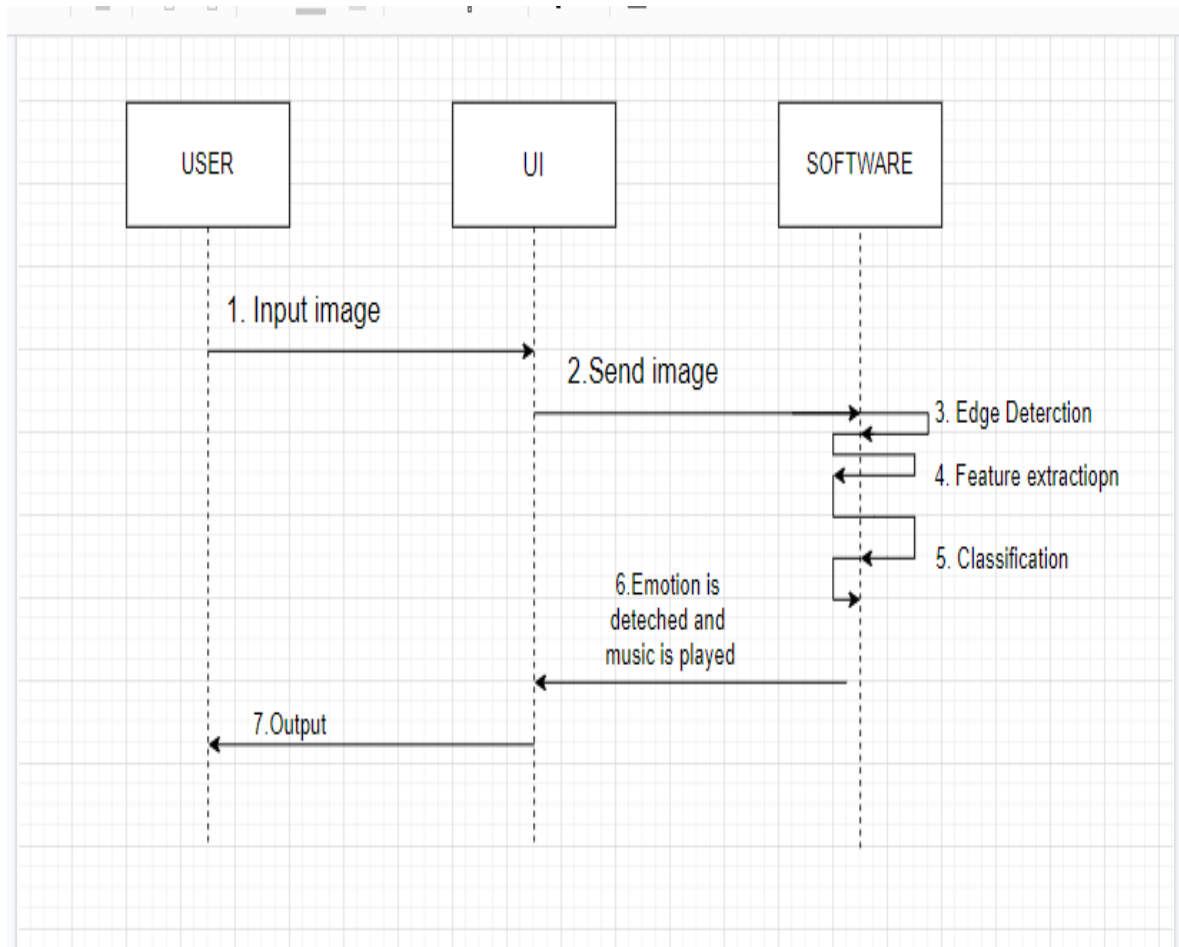 USER
UI
SOFTWARE
1. Input image
2.Send image
3. Edge Deterction
4. Feature extractiopn
5. Classification
6.Emotion is
deteched and
music is played
7.Output